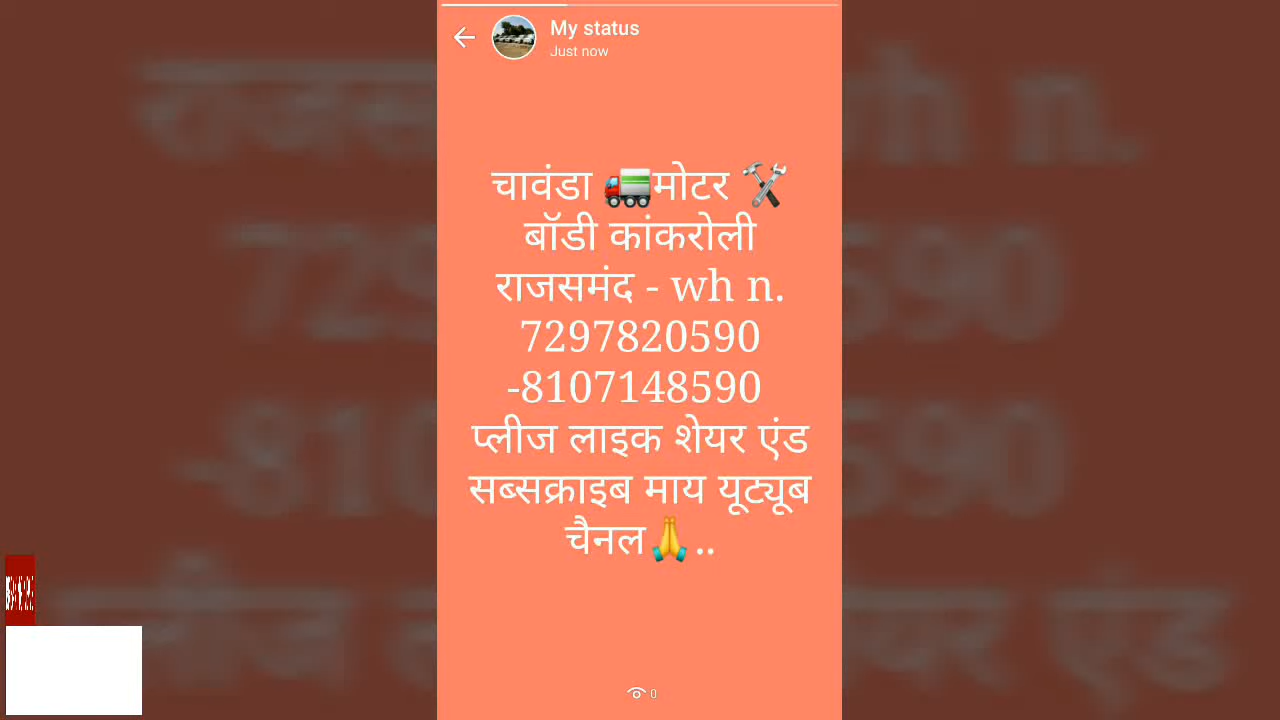 My status
Just now
चावंडा 🚛मोटर 🛠
बॉडी कांकरोली
राजसमंद - wh n.
7297820590
-8107148590
प्लीज लाइक शेयर एंड
सब्सक्राइब माय यूट्यूब
चैनल🙏..
0